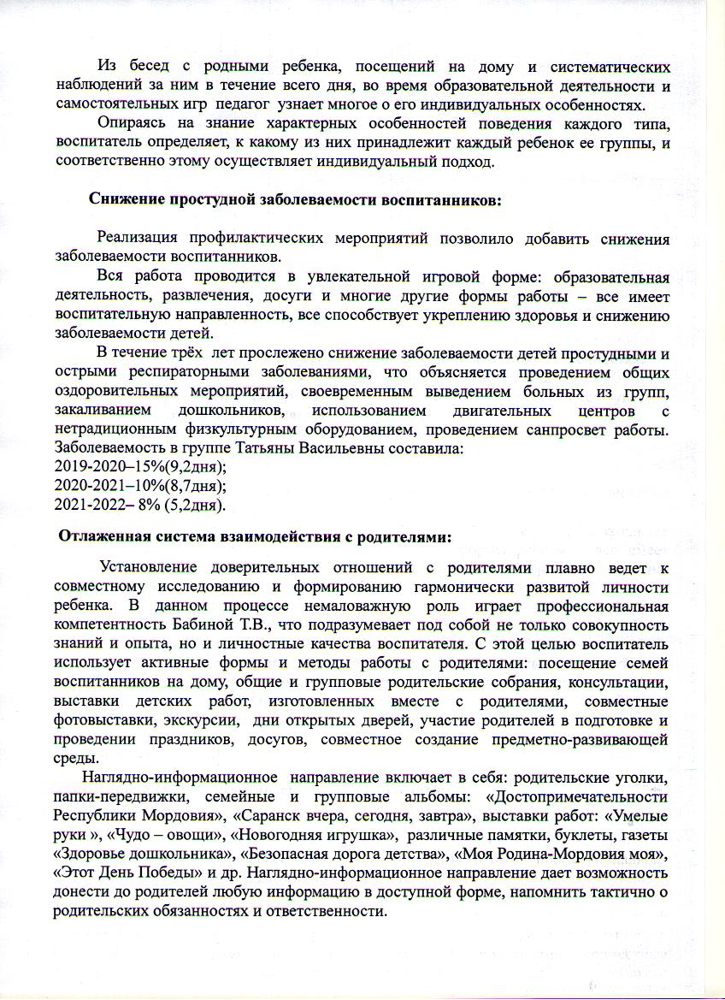 Из бесед с родными ребенка, посещений на дому и систематических
наблюдений за ним в течение всего дня, во время образовательной деятельности и
самостоятельных игр педагог узнает многое о его индивидуальных особенностях.
Опираясь на знание характерных особенностей поведения каждого типа,
воспитатель определяет, к какому из них принадлежит каждый ребенок ее группы, и
соответственно этому осуществляет индивидуальный подход.
Снижение простудной заболеваемости воспитанников:
Реализация профилактических мероприятий позволило добавить снижения
заболеваемости воспитанников.
Вся работа проводится в увлекательной игровой форме: образовательная
деятельность, развлечения, досуги и многие другие формы работы – все имеет
воспитательную направленность, все способствует укреплению здоровья и снижению
заболеваемости детей.
В течение трёх лет прослежено снижение заболеваемости детей простудными и
острыми респираторными заболеваниями, что объясняется проведением общих
оздоровительных мероприятий, своевременным выведением больных из групп,
закаливанием дошкольников, использованием двигательных центров с
нетрадиционным физкультурным оборудованием, проведением санпросвет работы.
Заболеваемость в группе Татьяны Васильевны составила:
2019-2020–15%(9,2дня);
2020-2021–10%(8,7дня);
2021-2022– 8% (5,2дня).
Отлаженная система взаимодействия с родителями:
Установление доверительных отношений с родителями плавно ведет к
совместному исследованию и формированию гармонически развитой личности
ребенка. В данном процессе немаловажную роль играет профессиональная
компетентность Бабиной Т.В., что подразумевает под собой не только совокупность
знаний и опыта, но и личностные качества воспитателя. С этой целью воспитатель
использует активные формы и методы работы с родителями: посещение семей
воспитанников на дому, общие и групповые родительские собрания, консультации,
выставки детских работ, изготовленных вместе с родителями, совместные
фотовыставки, экскурсии, дни открытых дверей, участие родителей в подготовке и
проведении праздников, досугов, совместное создание предметно-развивающей
среды.
Наглядно-информационное направление включает в себя: родительские уголки,
папки-передвижки, семейные и групповые альбомы: «Достопримечательности
Республики Мордовия», «Саранск вчера, сегодня, завтра», выставки работ: «Умелые
руки », «Чудо – овощи», «Новогодняя игрушка», различные памятки, буклеты, газеты
«Здоровье дошкольника», «Безопасная дорога детства», «Моя Родина-Мордовия моя»,
«Этот День Победы» и др. Наглядно-информационное направление дает возможность
донести до родителей любую информацию в доступной форме, напомнить тактично о
родительских обязанностях и ответственности.